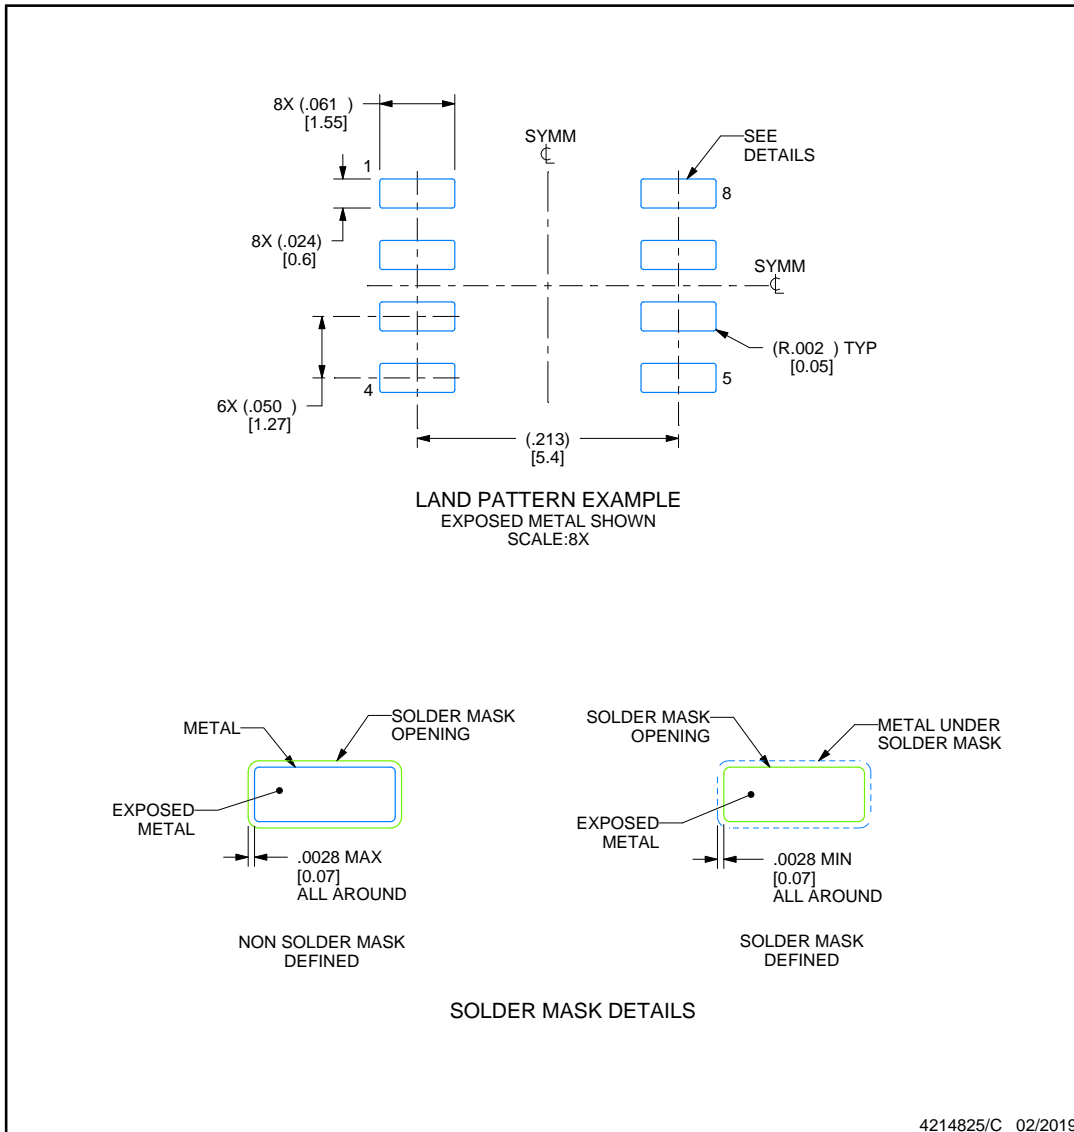 8X (.061 )
[1.55]
SYMM
℄
SEE
DETAILS
1
8
8X (.024)
[0.6]
SYMM
℄
(R.002 ) TYP
[0.05]
4
5
6X (.050 )
[1.27]
(.213)
[5.4]
LAND PATTERN EXAMPLE
EXPOSED METAL SHOWN
SCALE:8X
METAL
SOLDER MASK
OPENING
EXPOSED
METAL
.0028 MAX
[0.07]
ALL AROUND
NON SOLDER MASK
DEFINED
SOLDER MASK
OPENING
METAL UNDER
SOLDER MASK
EXPOSED
METAL
.0028 MIN
[0.07]
ALL AROUND
SOLDER MASK
DEFINED
SOLDER MASK DETAILS
4214825/C 02/2019